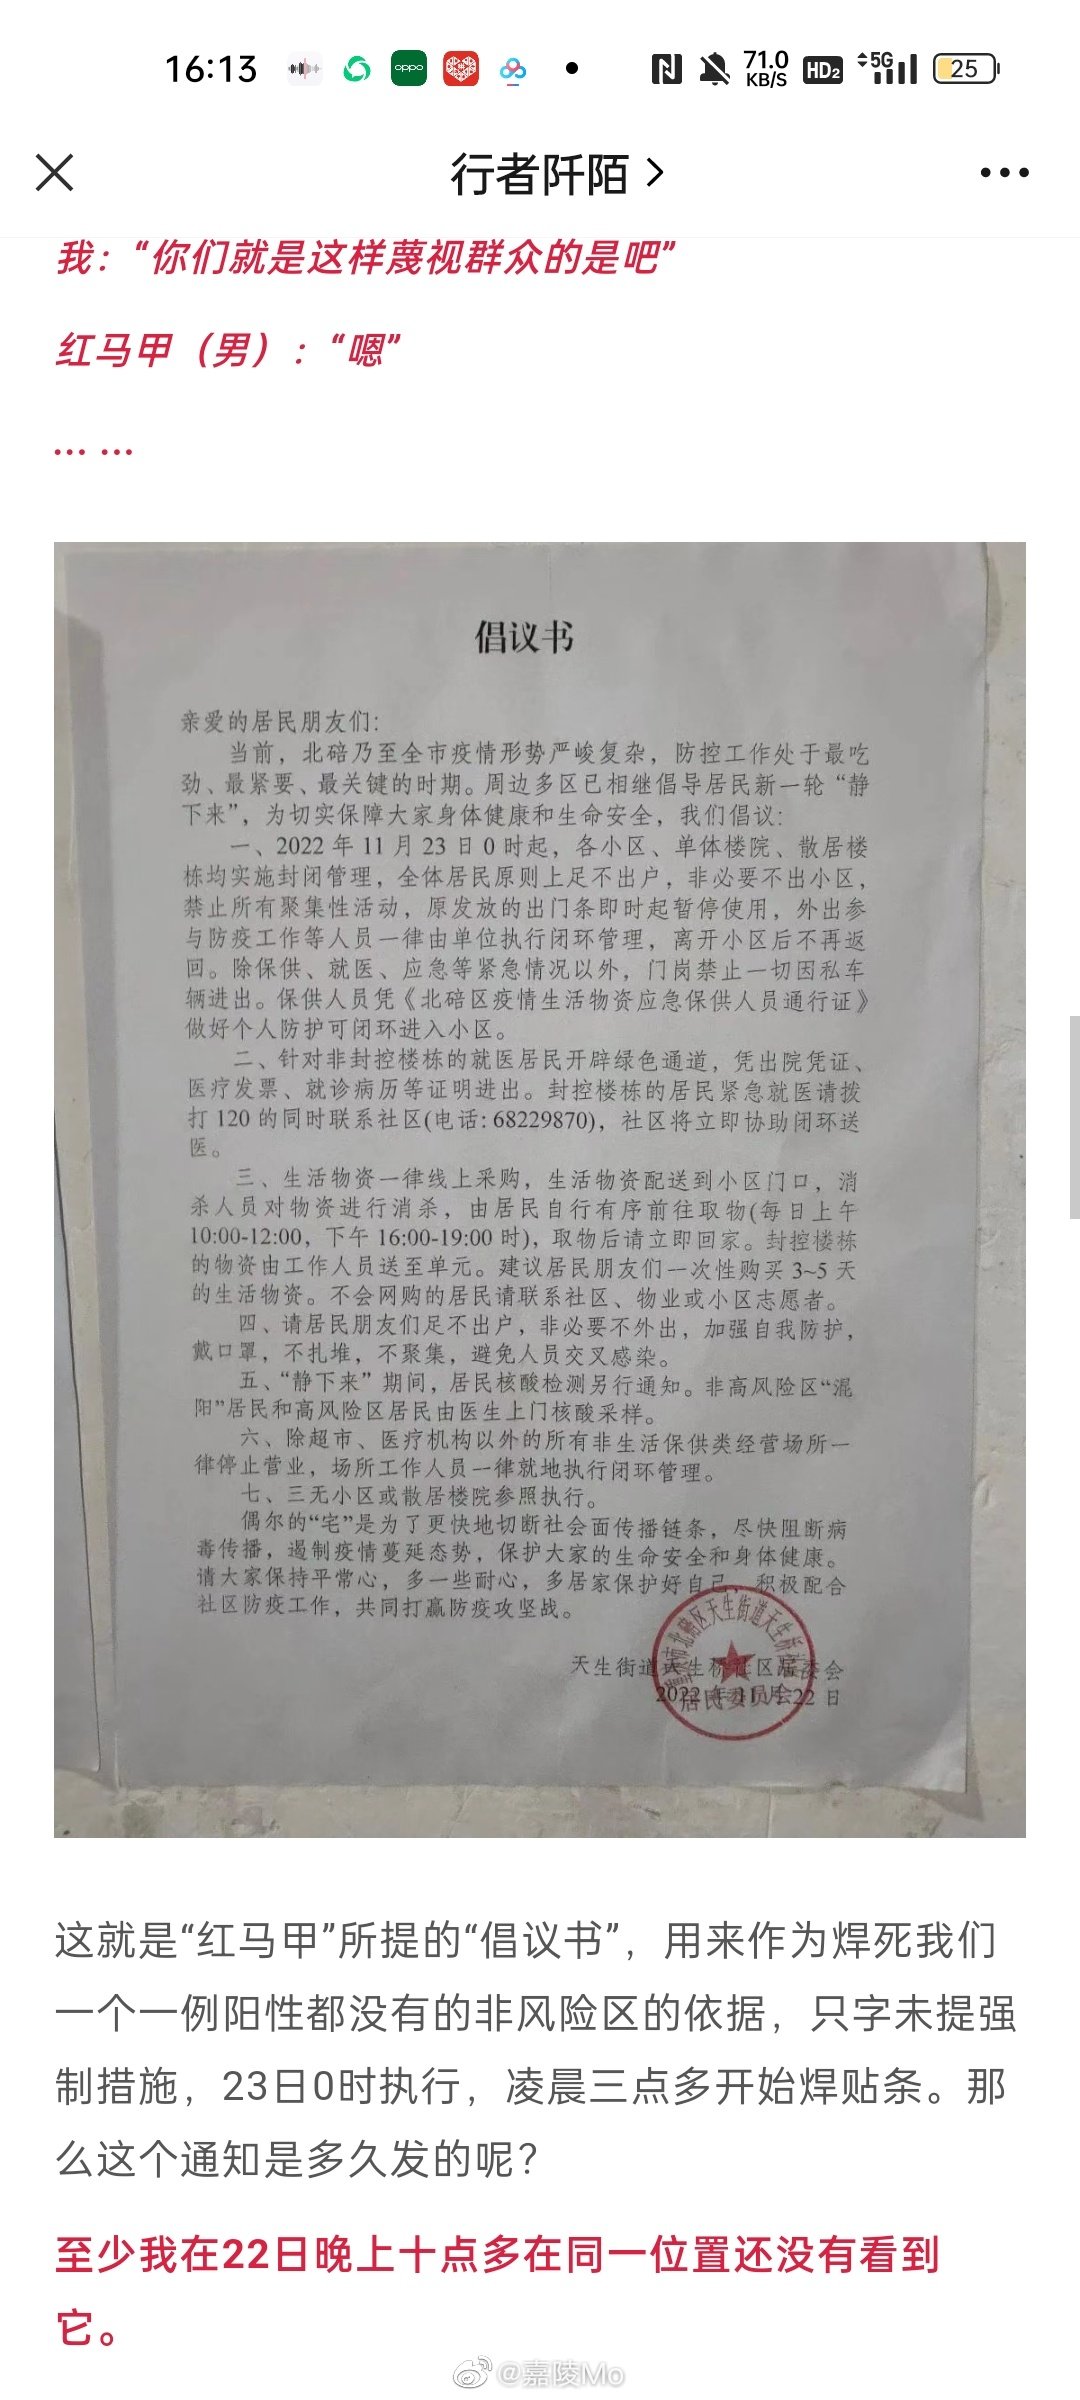 16:13
oppo
71.0
KB/S
HD2
5G
25
行者阡陌
我：“你们就是这样蔑视群众的是吧”
红马甲（男）：“嗯”
... ...
倡议书
亲爱的居民朋友们：
当前，北碚乃至全市疫情形势严峻复杂，防控工作处于最吃
劲、最紧要、最关键的时期。周边多区已相继倡导居民新一轮“静
下来”，为切实保障大家身体健康和生命安全，我们倡议：
一、2022 年 11 月 23 日 0 时起，各小区、单体楼院、散居楼
栋均实施封闭管理，全体居民原则上足不出户，非必要不出小区，
禁止所有聚集性活动，原发放的出门条即时起暂停使用，外出参
与防疫工作等人员一律由单位执行闭环管理，离开小区后不再返
回。除保供、就医、应急等紧急情况以外，门岗禁止一切因私车
辆进出。保供人员凭《北碚区疫情生活物资应急保供人员通行证》
做好个人防护可闭环进入小区。
二、针对非封控楼栋的就医居民开辟绿色通道，凭出院凭证、
医疗发票、就诊病历等证明进出。封控楼栋的居民紧急就医请拨
打 120 的同时联系社区(电话: 68229870)，社区将立即协助闭环送
医。
三、生活物资一律线上采购，生活物资配送到小区门口，消
杀人员对物资进行消杀，由居民自行有序前往取物(每日上午
10:00-12:00，下午 16:00-19:00 时)，取物后请立即回家。封控楼栋
的物资由工作人员送至单元。建议居民朋友们一次性购买 3~5 天
的生活物资。不会网购的居民请联系社区、物业或小区志愿者。
四、请居民朋友们足不出户，非必要不外出，加强自我防护，
戴口罩，不扎堆，不聚集，避免人员交叉感染。
五、“静下来”期间，居民核酸检测另行通知。非高风险区“混
阳”居民和高风险区居民由医生上门核酸采样。
六、除超市、医疗机构以外的所有非生活保供类经营场所一
律停止营业，场所工作人员一律就地执行闭环管理。
七、三无小区或散居楼院参照执行。
偶尔的“宅”是为了更快地切断社会面传播链条，尽快阻断病
毒传播，遏制疫情蔓延态势，保护大家的生命安全和身体健康。
请大家保持平常心，多一些耐心，多居家保护好自己，积极配合
社区防疫工作，共同打赢防疫攻坚战。
天生街道天生桥社区居委会
2022 年 11 月 22 日
重庆市北碚区天生街道天生桥社区
居民委员会
这就是“红马甲”所提的“倡议书”，用来作为焊死我们
一个一例阳性都没有的非风险区的依据，只字未提强
制措施，23日0时执行，凌晨三点多开始焊贴条。那
么这个通知是多久发的呢？
至少我在22日晚上十点多在同一位置还没有看到
它。
@嘉陵Mo